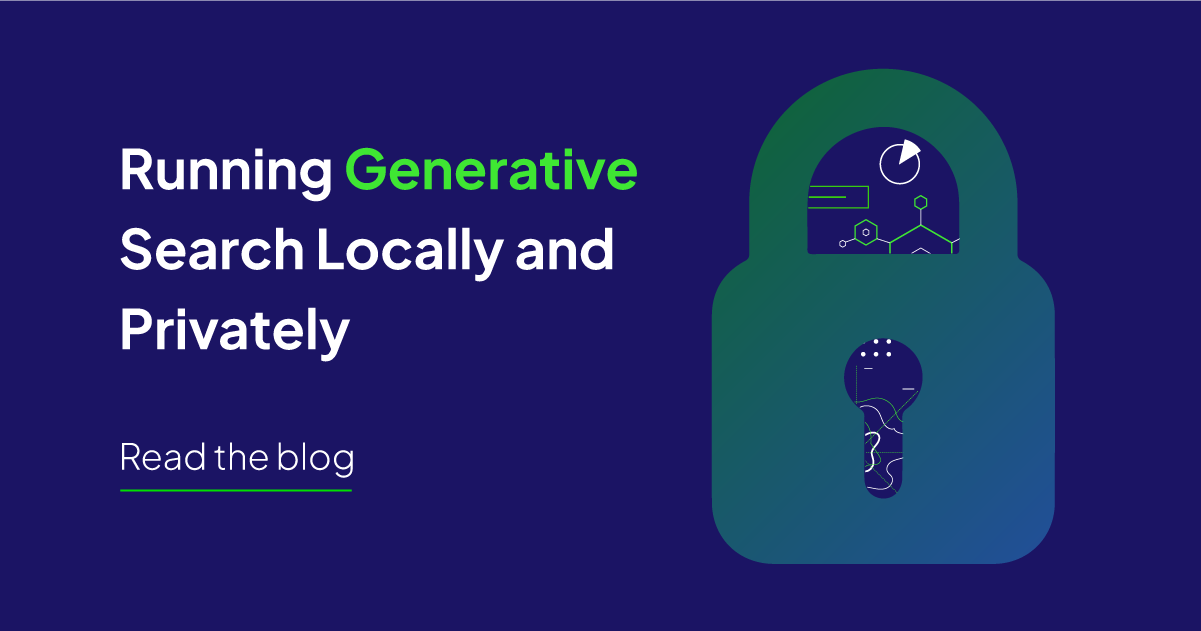 Running Generative
Search Locally and
Privately
Read the blog